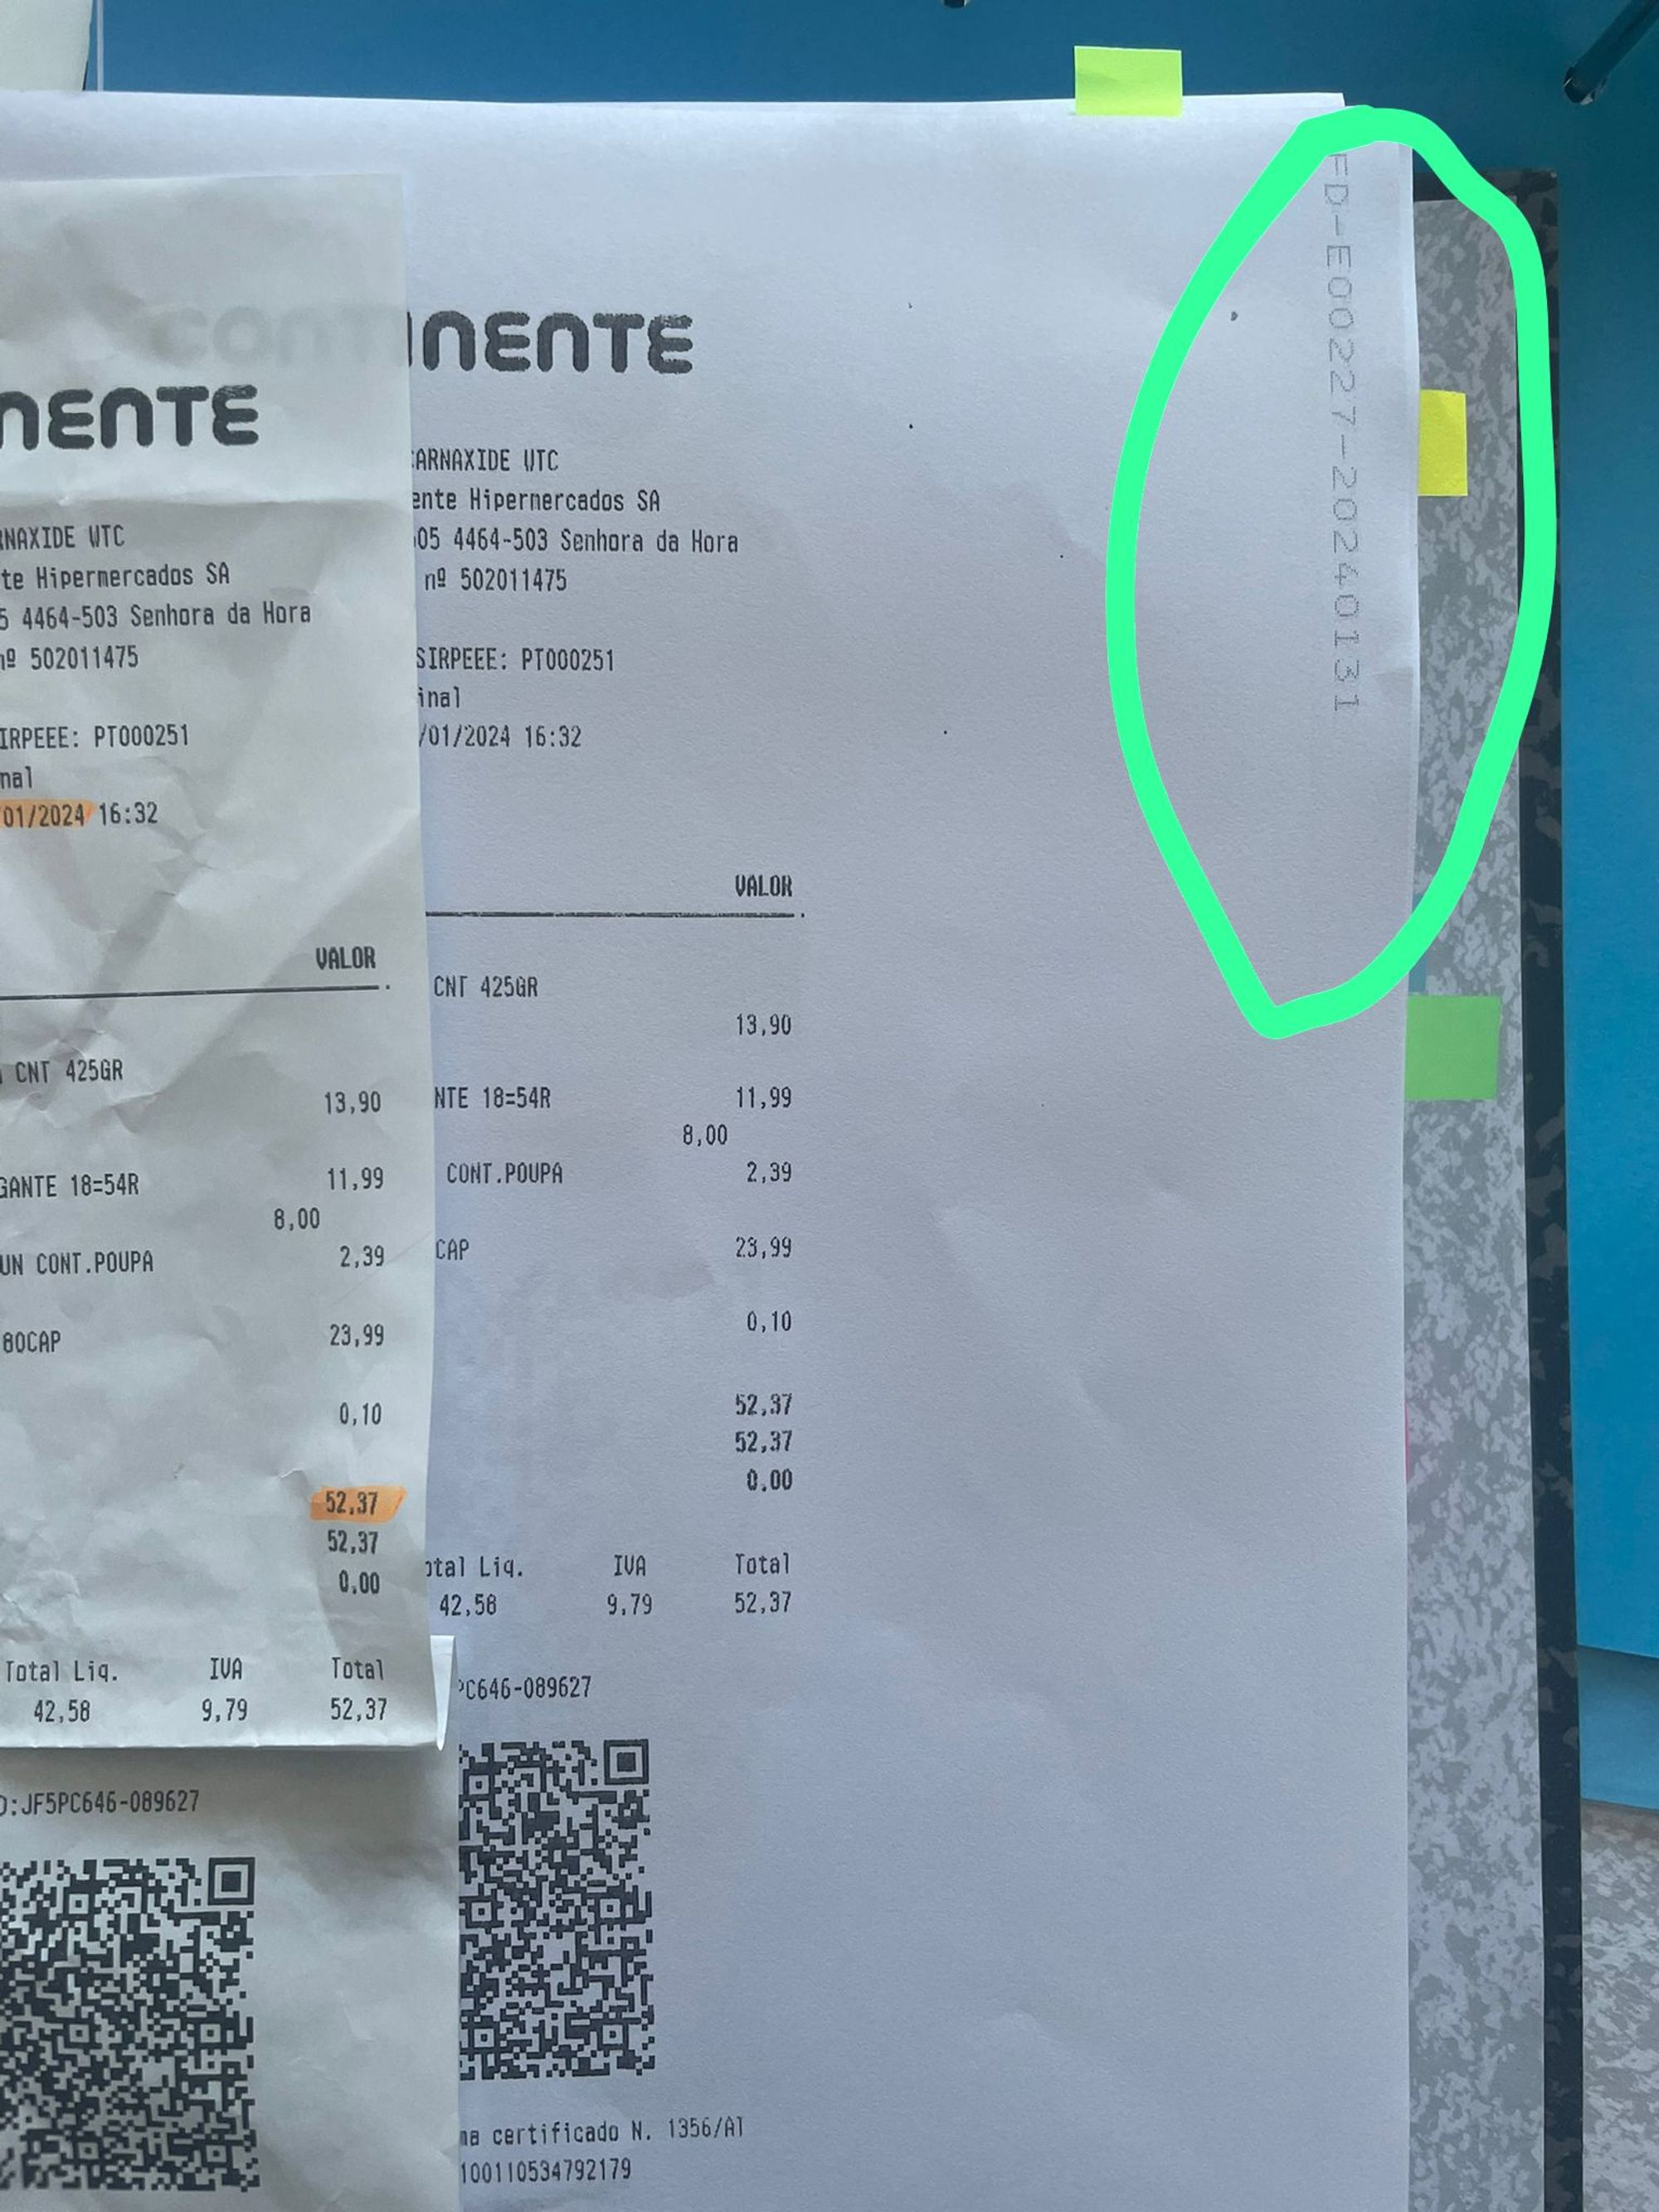 NENTE
RNAXIDE UTC
te Hipermercados SA
5 4464-503 Senhora da Hora
nº 502011475
IRPEEE: PT000251
nal
01/2024 16:32
VALOR
CNT 425GR
13,90
GANTE 18=54R 11,99
8,00
UN CONT.POUPA 2,39
80CAP 23,99
0,10
52,37
52,37
0,00
Total Liq. IVA Total
42,58 9,79 52,37
D:JF5PC646-089627
CONTINENTE
ARNAXIDE UTC
ente Hipermercados SA
05 4464-503 Senhora da Hora
nº 502011475
SIRPEEE: PT000251
inal
/01/2024 16:32
VALOR
CNT 425GR
13,90
NTE 18=54R 11,99
8,00
CONT.POUPA 2,39
CAP 23,99
0,10
52,37
52,37
0.00
otal Liq. IVA Total
42,58 9,79 52,37
PC646-089627
ma certificado N. 1356/AT
100110534792179
FD-E00227-20240131